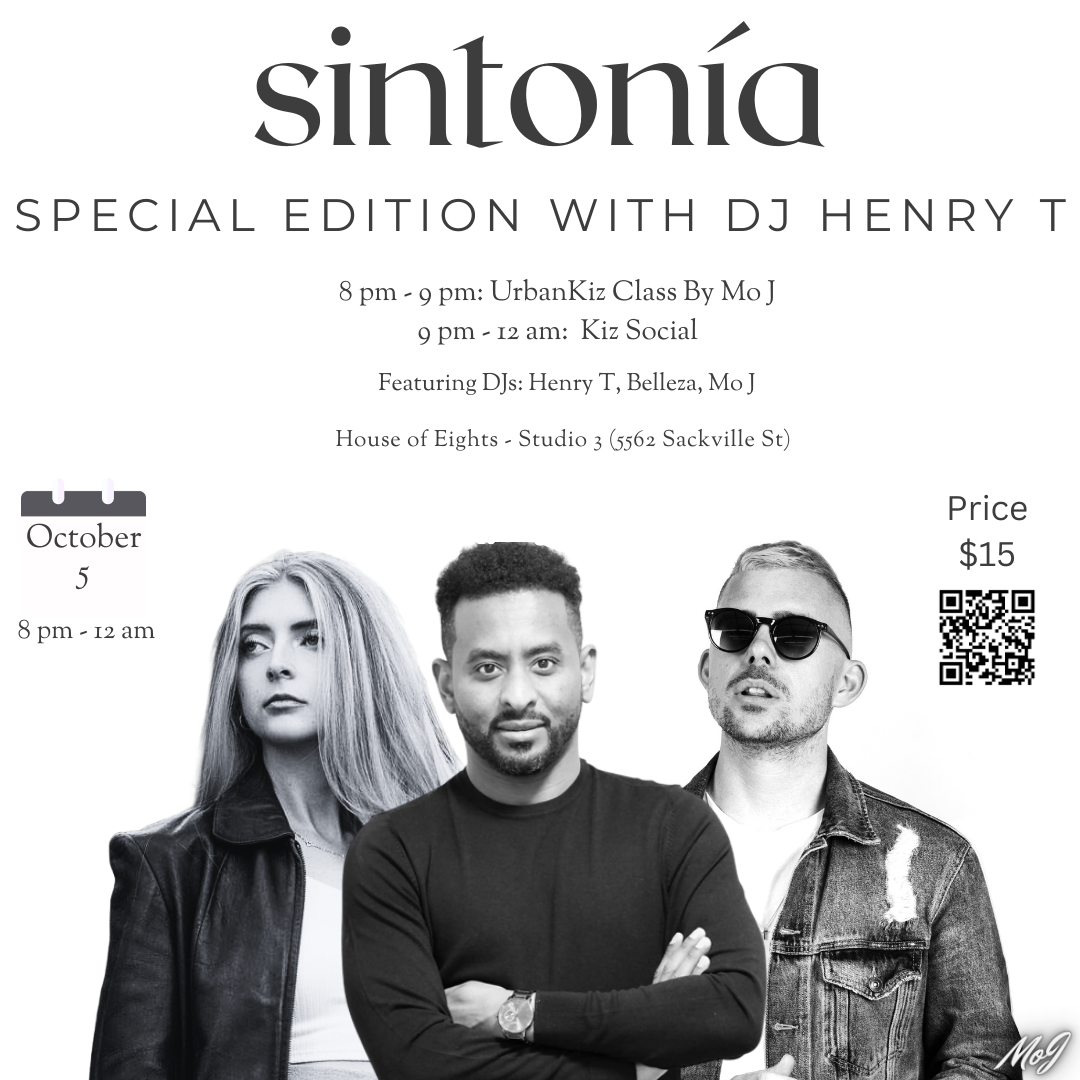 sintonía
SPECIAL EDITION WITH DJ HENRY T
8 pm - 9 pm: UrbanKiz Class By Mo J
9 pm - 12 am: Kiz Social
Featuring DJs: Henry T, Belleza, Mo J
House of Eights - Studio 3 (5562 Sackville St)
October
5
8 pm - 12 am
Price
$15
MoJ